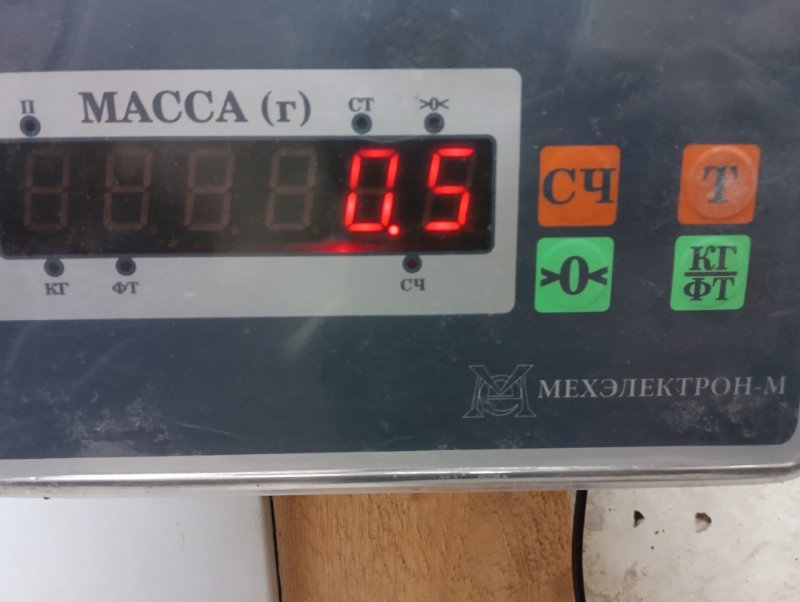 П МАССА (г) СТ >0<
0.5
КГ ФТ СЧ
СЧ Т
>0< КГ/ФТ
МЕХЭЛЕКТРОН-М